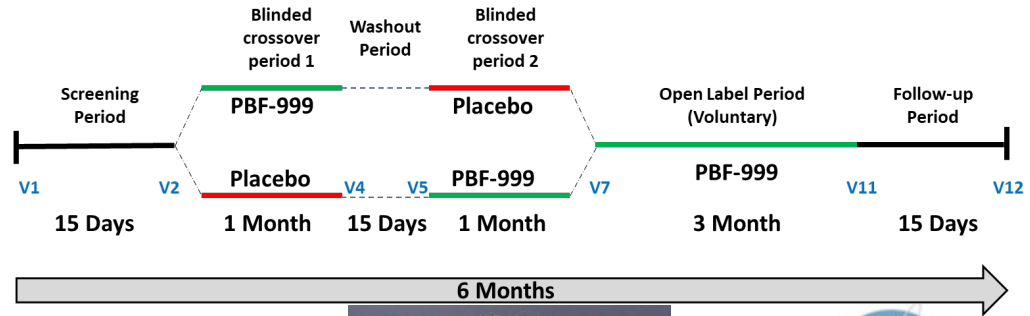 Blinded
crossover
period 1
Washout
Period
Blinded
crossover
period 2
Screening
Period
PBF-999
Placebo
Open Label Period
(Voluntary)
Follow-up
Period
Placebo
PBF-999
PBF-999
V1
V2
V4
V5
V7
V11
V12
15 Days
1 Month
15 Days
1 Month
3 Month
15 Days
6 Months